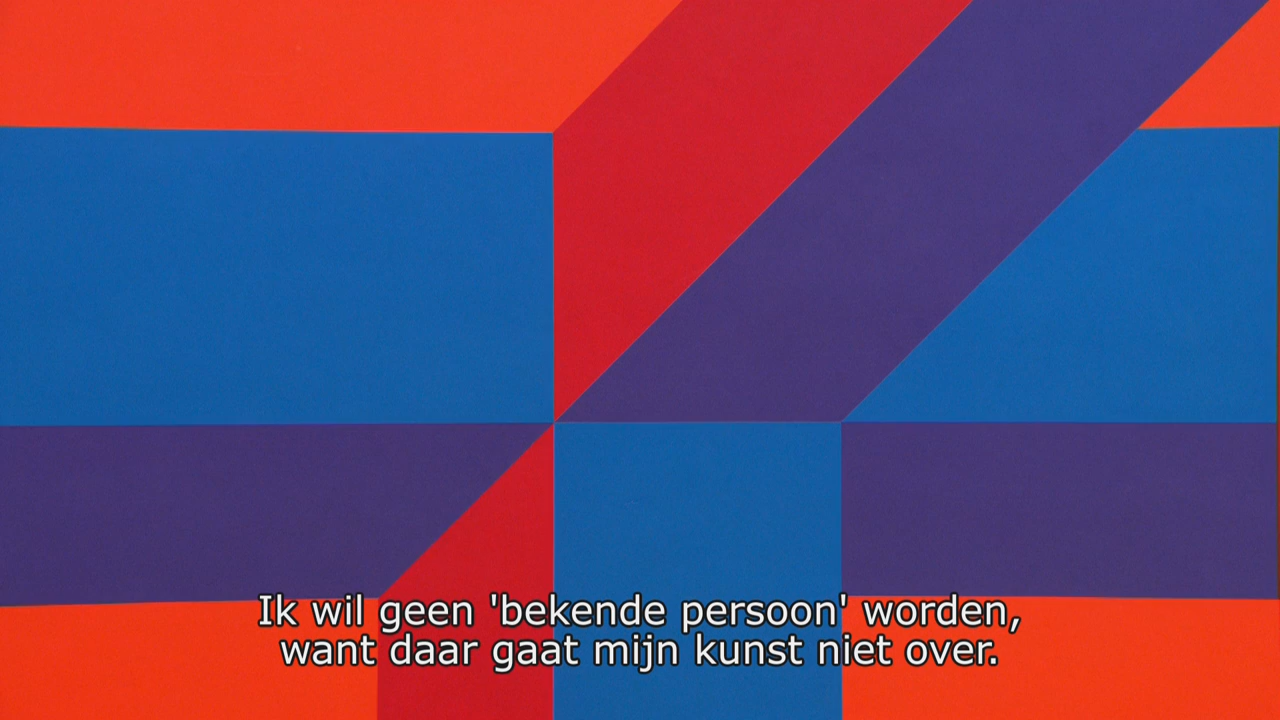 Ik wil geen 'bekende persoon' worden,
want daar gaat mijn kunst niet over.